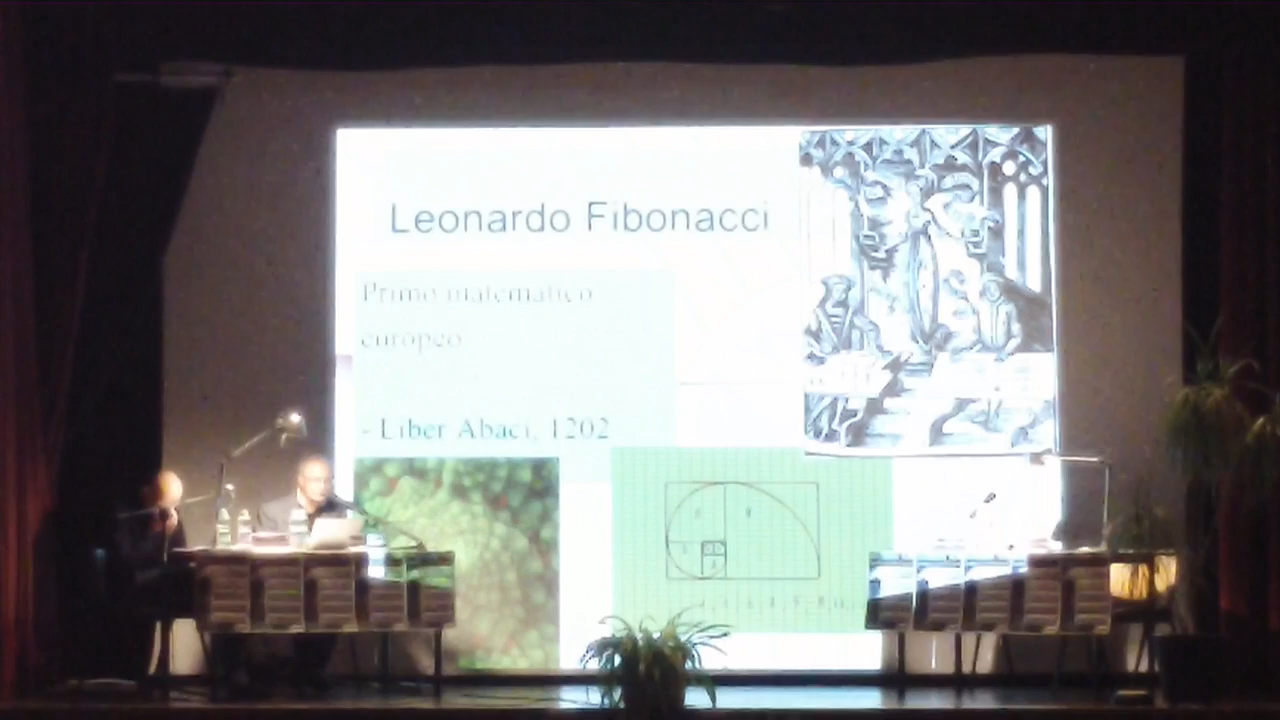 Leonardo Fibonacci
Primo matematico
europeo
- Liber Abaci, 1202